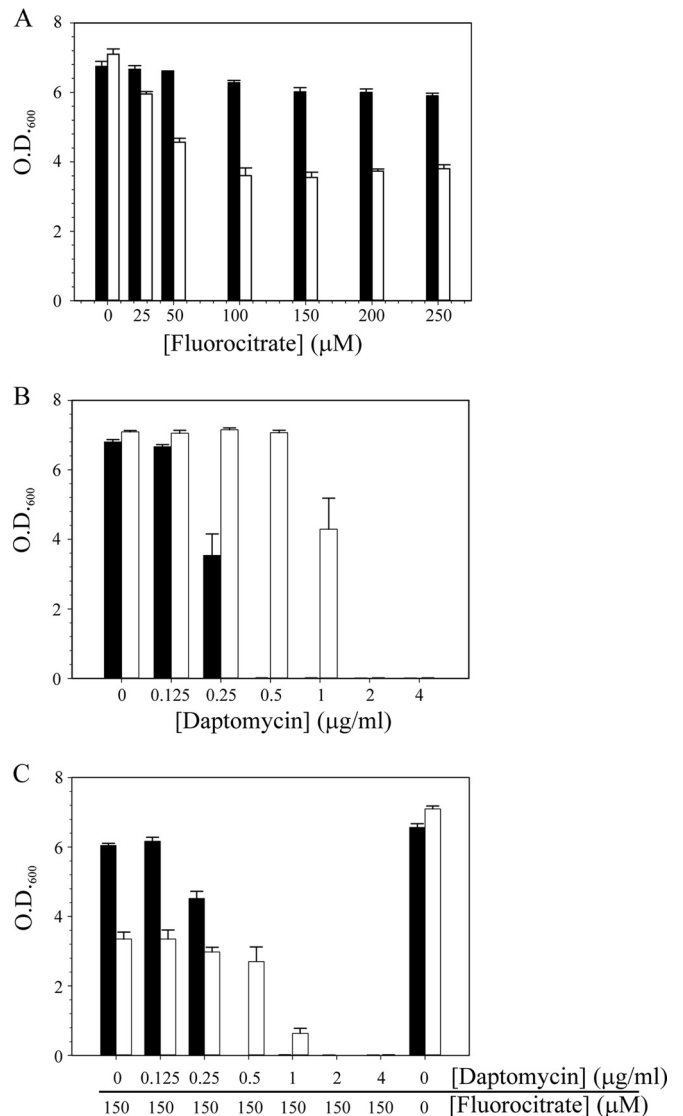 A
8
6
4
2
0
O.D.₆₀₀
0 25 50 100 150 200 250
[Fluorocitrate] (µM)
B
8
6
4
2
0
O.D.₆₀₀
0 0.125 0.25 0.5 1 2 4
[Daptomycin] (µg/ml)
C
8
6
4
2
0
O.D.₆₀₀
0 0.125 0.25 0.5 1 2 4 0 [Daptomycin] (µg/ml)
150 150 150 150 150 150 150 0 [Fluorocitrate] (µM)